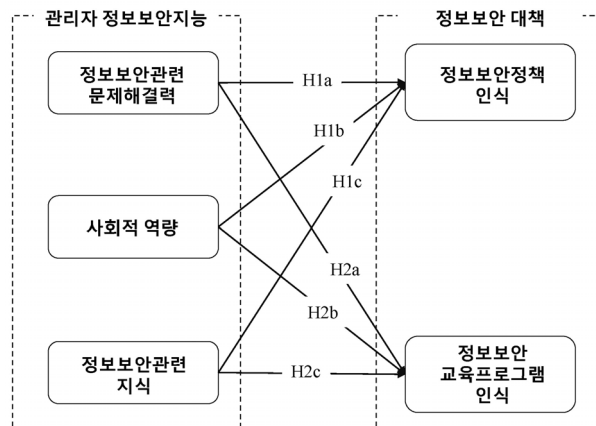 관리자 정보보안지능
정보보안 대책
정보보안관련
문제해결력
H1a
정보보안정책
인식
H1b
H1c
사회적 역량
H2a
H2b
정보보안관련
지식
H2c
정보보안
교육프로그램
인식